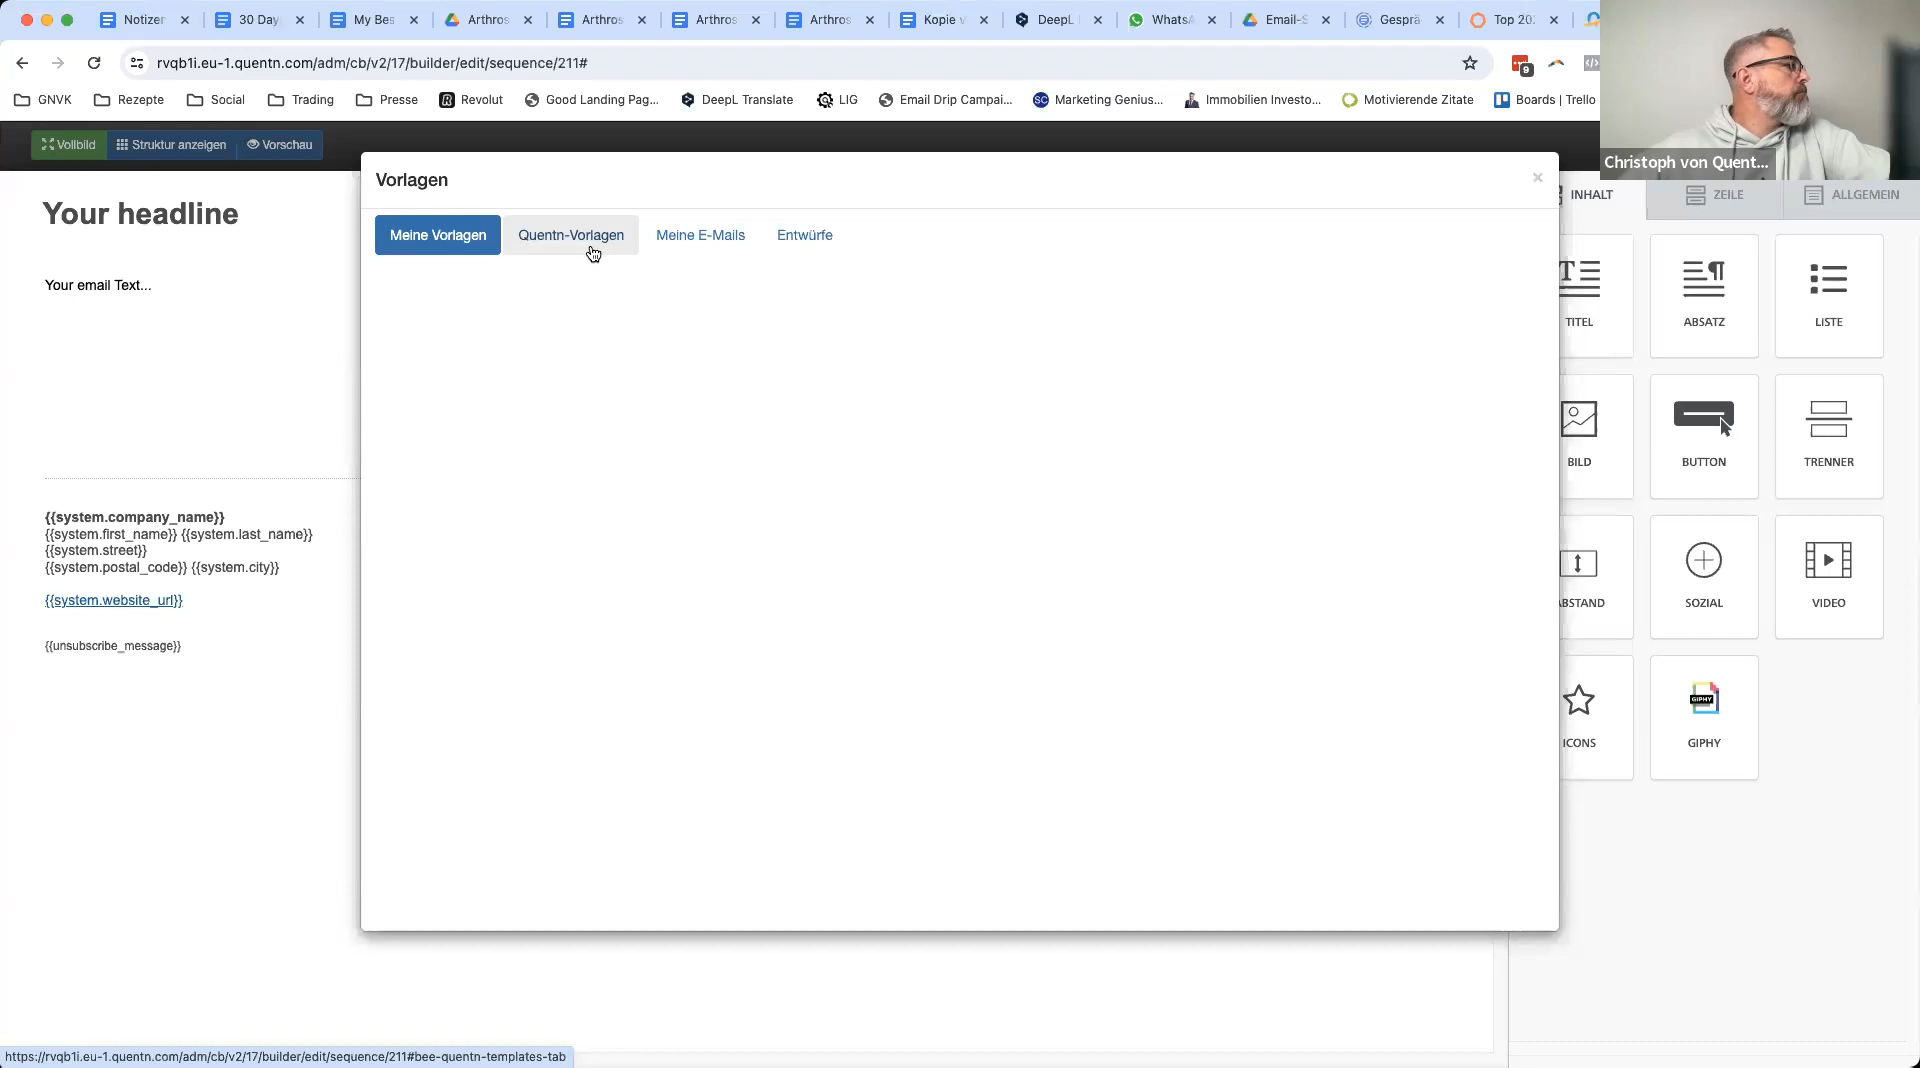 Notizer
30 Day
My Bes
Arthros
Arthros
Arthros
Arthros
Kopie v
DeepL
WhatsA
Email-S
Gesprä
Top 20
rvqb1i.eu-1.quentn.com/adm/cb/v2/17/builder/edit/sequence/211#
9
GNVK
Rezepte
Social
Trading
Presse
Revolut
Good Landing Pag...
DeepL Translate
LIG
Email Drip Campai...
Marketing Genius...
Immobilien Investo...
Motivierende Zitate
Boards | Trello
Christoph von Quent...
Vollbild
Struktur anzeigen
Vorschau
Vorlagen
×
INHALT
ZEILE
ALLGEMEIN
Meine Vorlagen
Quentn-Vorlagen
Meine E-Mails
Entwürfe
Your headline
Your email Text...
{{system.company_name}}
{{system.first_name}} {{system.last_name}}
{{system.street}}
{{system.postal_code}} {{system.city}}
{{system.website_url}}
{{unsubscribe_message}}
TITEL
ABSATZ
LISTE
BILD
BUTTON
TRENNER
BSTAND
SOZIAL
VIDEO
ICONS
GIPHY
GIPHY
https://rvqb1i.eu-1.quentn.com/adm/cb/v2/17/builder/edit/sequence/211#bee-quentn-templates-tab